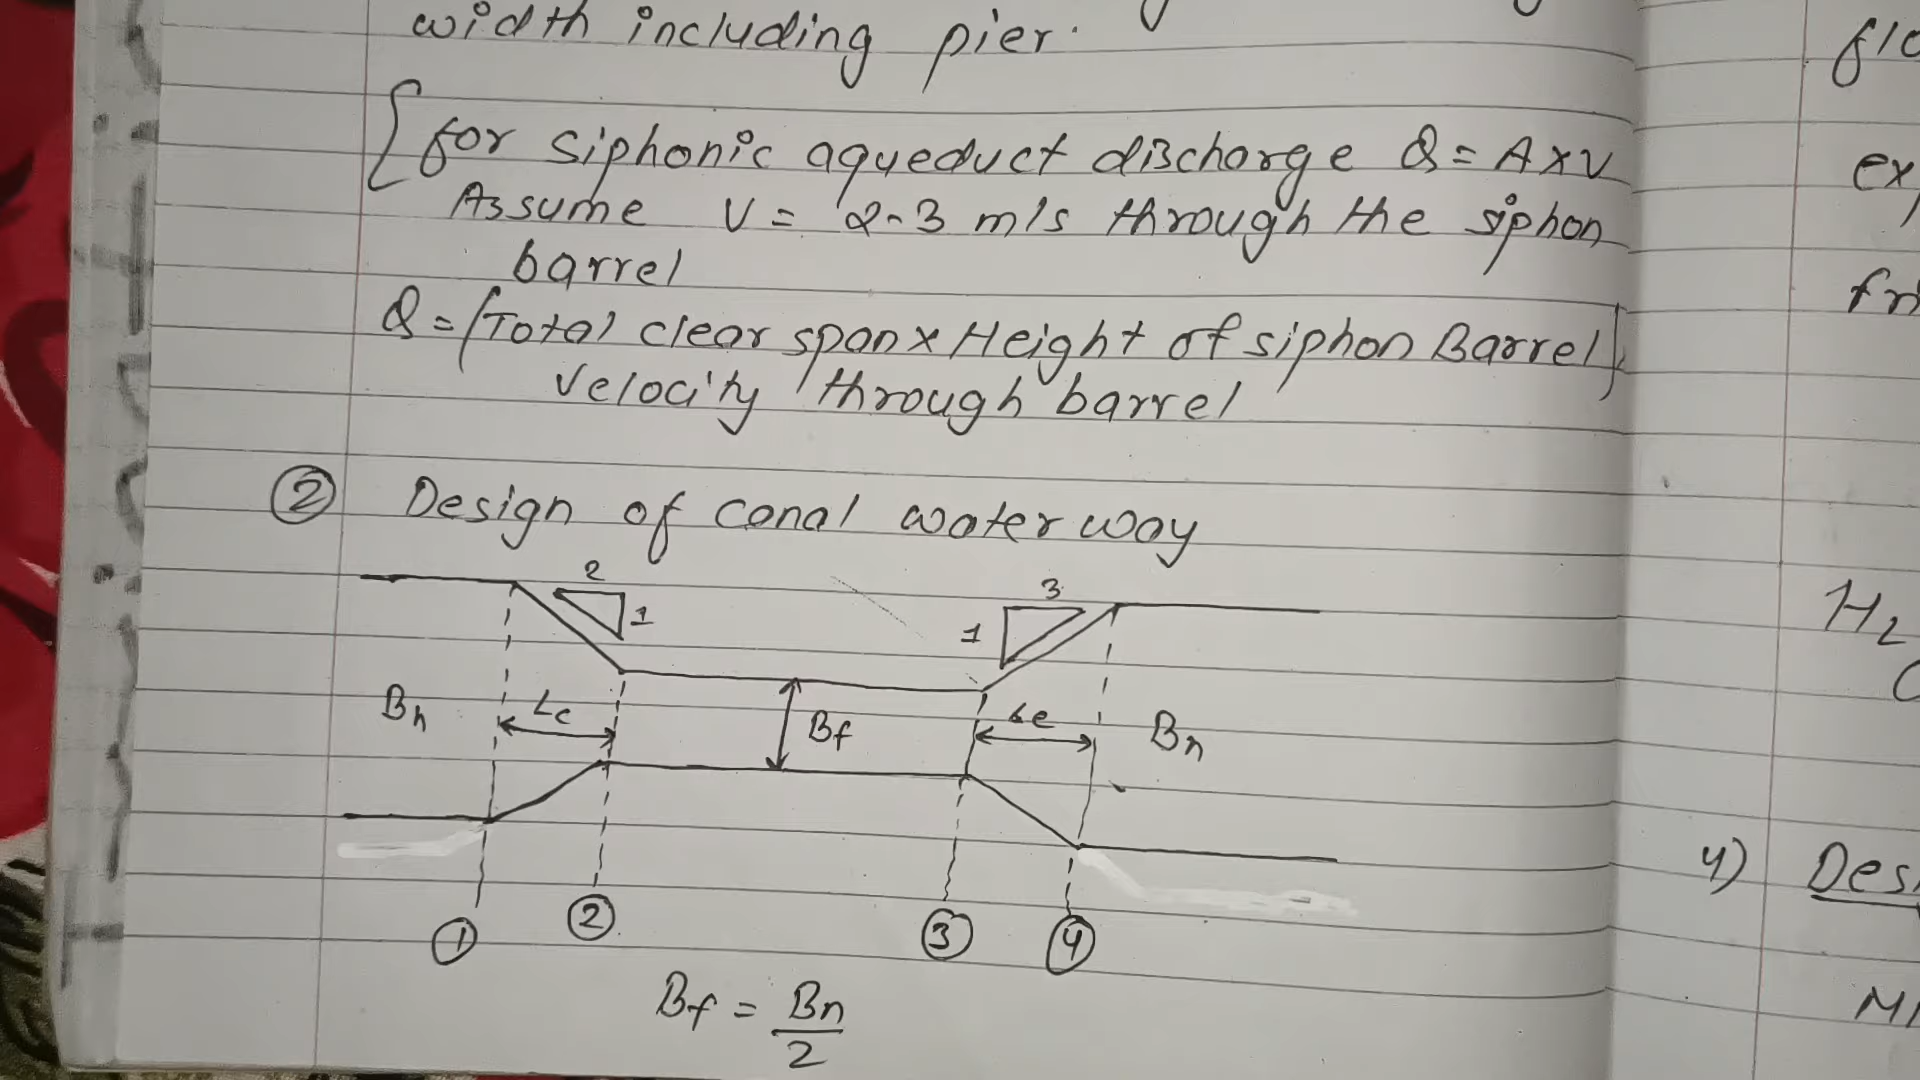 width including pier.
[for siphonic aqueduct discharge Q = A x V
Assume V = 2-3 m/s through the siphon
barrel
Q = (Total clear span x Height of siphon Barrel) x
velocity through barrel
② Design of Canal water way
2
1
3
1
Bn
Lc
Bf
Le
Bn
①
②
③
④
Bf = Bn
2
ex
H2
4) Des